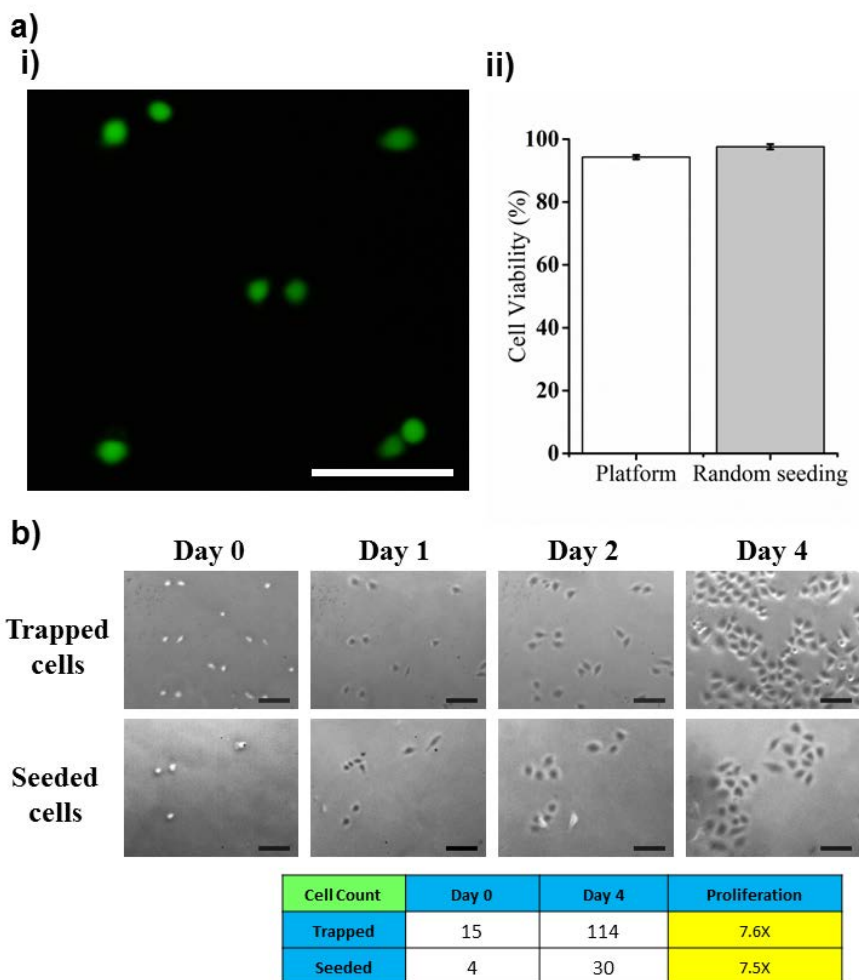 a)
i)
ii)
100
80
60
40
20
0
Cell Viability (%)
Platform Random seeding
b)
Day 0 Day 1 Day 2 Day 4
Trapped
cells
Seeded
cells
Cell Count Day 0 Day 4 Proliferation
Trapped 15 114 7.6X
Seeded 4 30 7.5X